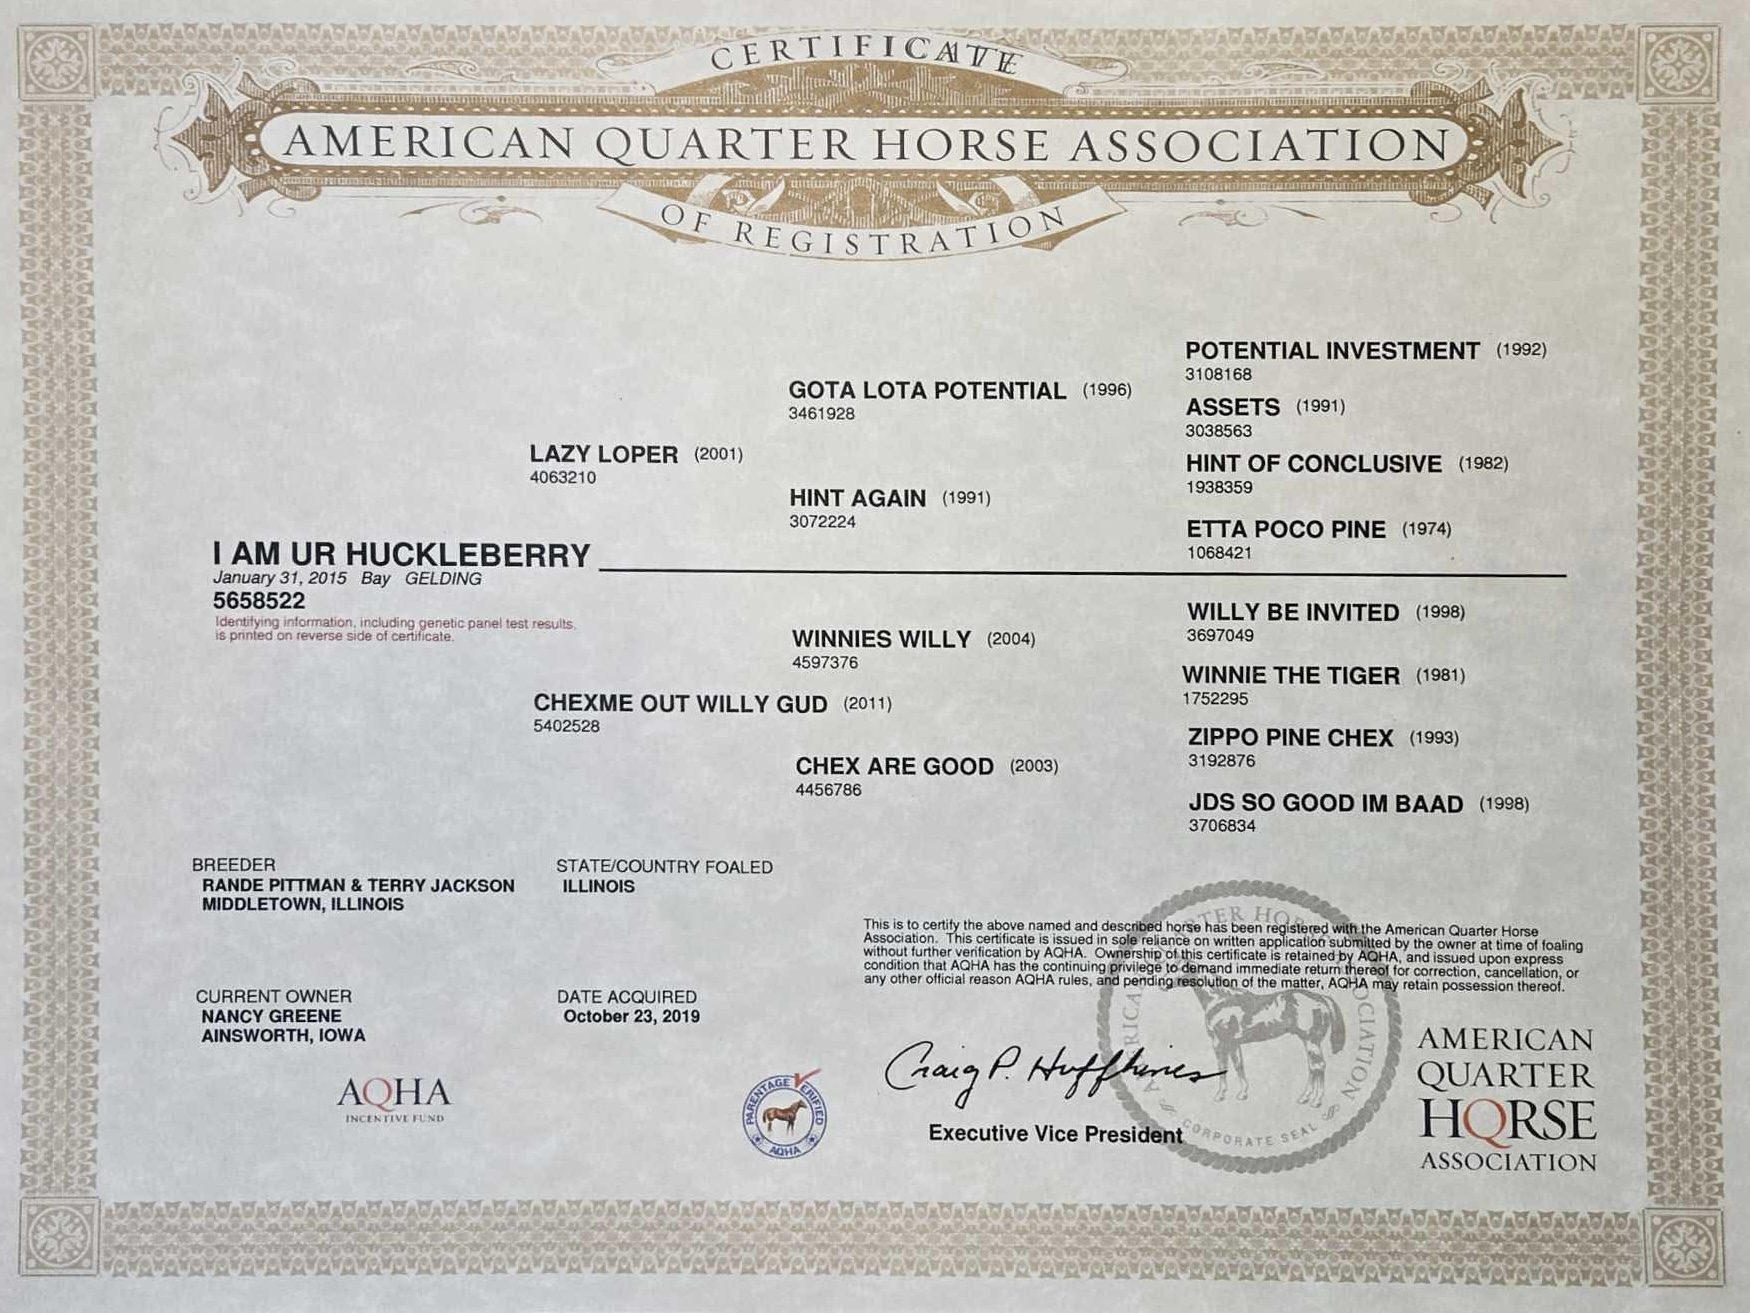 CERTIFICATE
AMERICAN QUARTER HORSE ASSOCIATION
OF REGISTRATION
POTENTIAL INVESTMENT (1992)
3108168
GOTA LOTA POTENTIAL (1996)
3461928
ASSETS (1991)
3038563
LAZY LOPER (2001)
4063210
HINT OF CONCLUSIVE (1982)
1938359
HINT AGAIN (1991)
3072224
ETTA POCO PINE (1974)
1068421
I AM UR HUCKLEBERRY
January 31, 2015 Bay GELDING
5658522
Identifying information, including genetic panel test results,
is printed on reverse side of certificate.
WILLY BE INVITED (1998)
3697049
WINNIES WILLY (2004)
4597376
WINNIE THE TIGER (1981)
1752295
CHEXME OUT WILLY GUD (2011)
5402528
ZIPPO PINE CHEX (1993)
3192876
CHEX ARE GOOD (2003)
4456786
JDS SO GOOD IM BAAD (1998)
3706834
BREEDER
RANDE PITTMAN & TERRY JACKSON
MIDDLETOWN, ILLINOIS
STATE/COUNTRY FOALED
ILLINOIS
This is to certify the above named and described horse has been registered with the American Quarter Horse
Association. This certificate is issued in sole reliance on written application submitted by the owner at time of foaling
without further verification by AQHA. Ownership of this certificate is retained by AQHA, and issued upon express
condition that AQHA has the continuing privilege to demand immediate return thereof for correction, cancellation, or
any other official reason AQHA rules, and pending resolution of the matter, AQHA may retain possession thereof.
CURRENT OWNER
NANCY GREENE
AINSWORTH, IOWA
DATE ACQUIRED
October 23, 2019
AQHA
INCENTIVE FUND
PARENTAGE VERIFIED
AQHA
Craig P. Huffhines
Executive Vice President
CORPORATE SEAL
AMERICAN
QUARTER
HORSE
ASSOCIATION